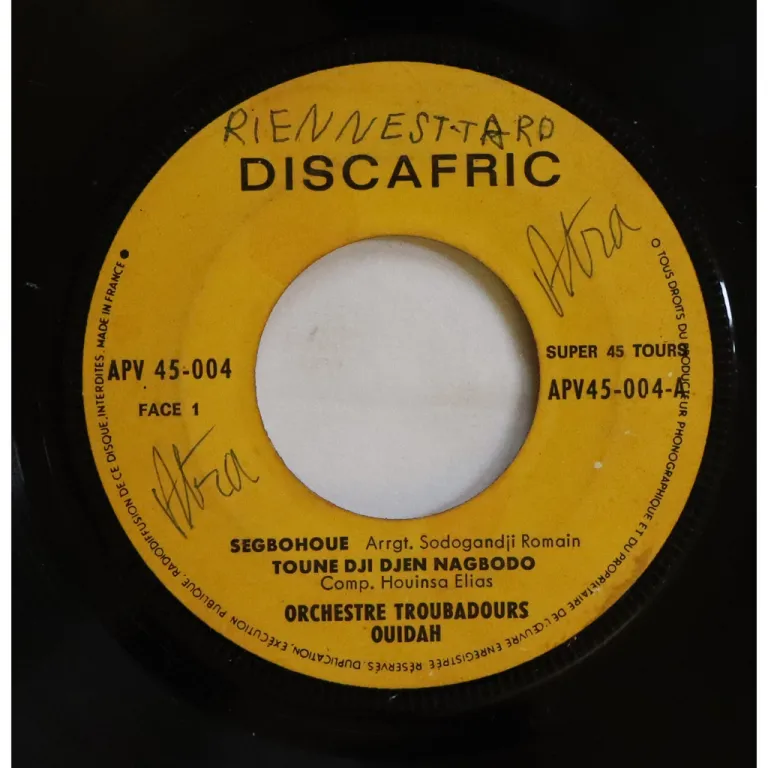 RIENNESTTARD
DISCAFRIC
Atra
APV 45-004
FACE 1
SUPER 45 TOURS
APV45-004-A
Atra
SEGBOHOUE Arrgt. Sodogandji Romain
TOUNE DJI DJEN NAGBODO
Comp. Houinsa Elias
ORCHESTRE TROUBADOURS
OUIDAH
O TOUS DROITS DU PRODUCTEUR PHONOGRAPHIQUE ET DU PROPRIETAIRE DE L'ŒUVRE ENREGISTRÉE RÉSERVÉS. DUPLICATION, EXÉCUTION PUBLIQUE, RADIODIFFUSION DE CE DISQUE, INTERDITES. MADE IN FRANCE